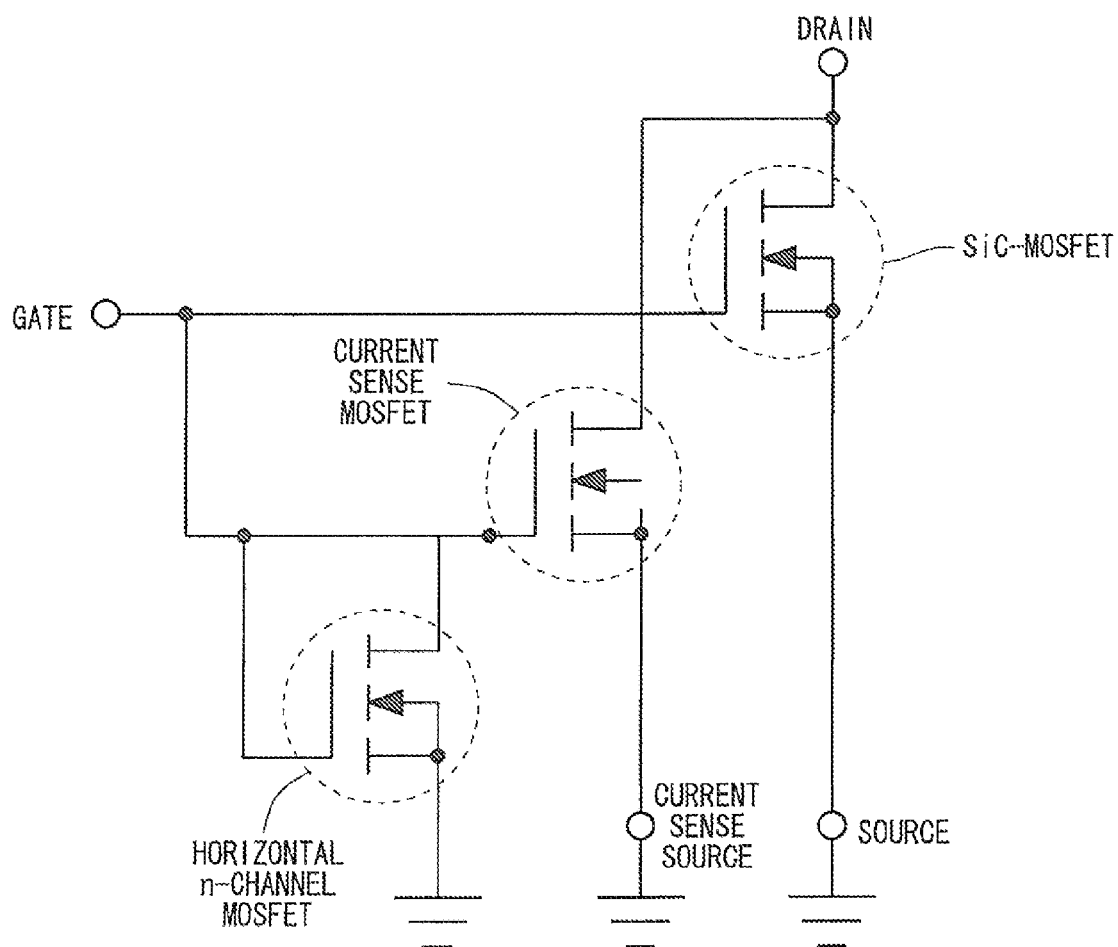 DRAIN
SiC-MOSFET
GATE
CURRENT
SENSE
MOSFET
CURRENT
SENSE
SOURCE
SOURCE
HORIZONTAL
n-CHANNEL
MOSFET